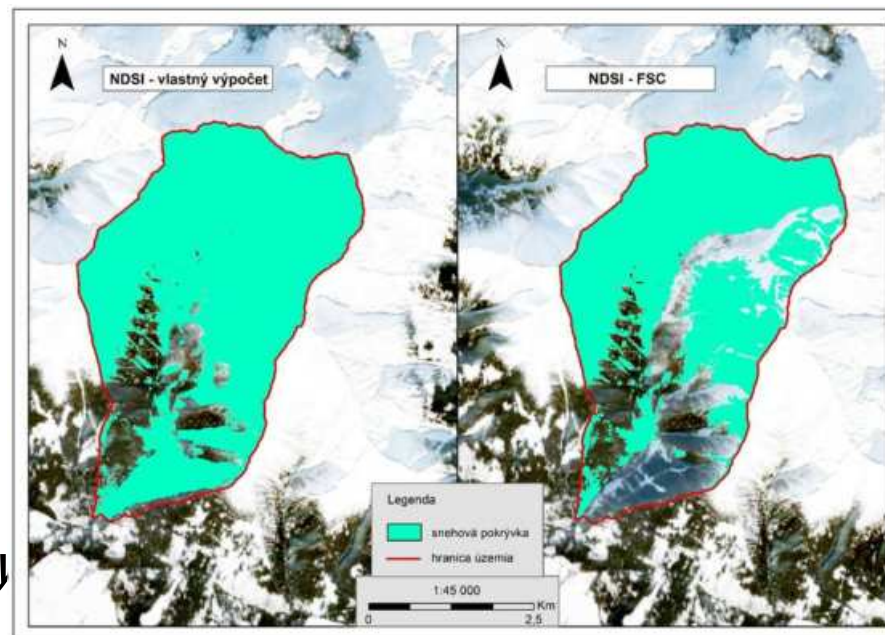 N
NDSI - vlastný výpočet
N
NDSI - FSC
Legenda
snehová pokrývka
hranica územia
1:45 000
Km
0 2,5